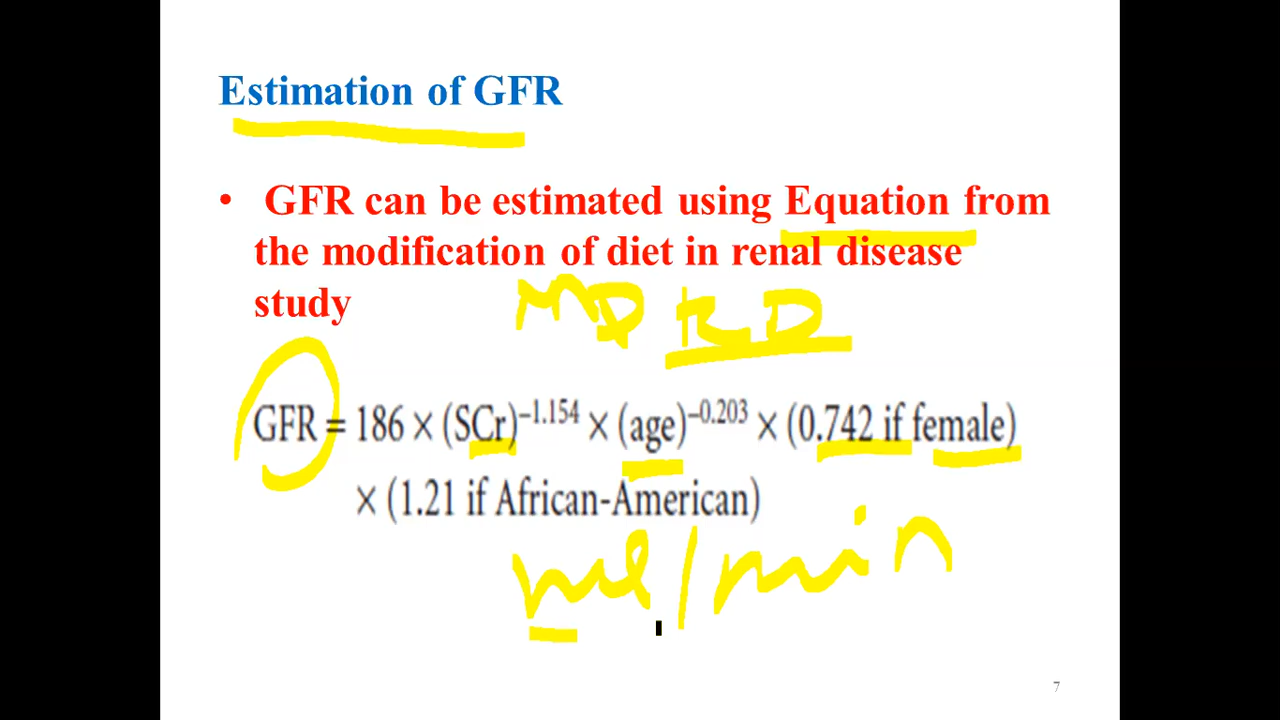 Estimation of GFR
• GFR can be estimated using Equation from
the modification of diet in renal disease
study
MDRD
GFR = 186 × (SCr)^–1.154 × (age)^–0.203 × (0.742 if female)
× (1.21 if African-American)
ml/min
7